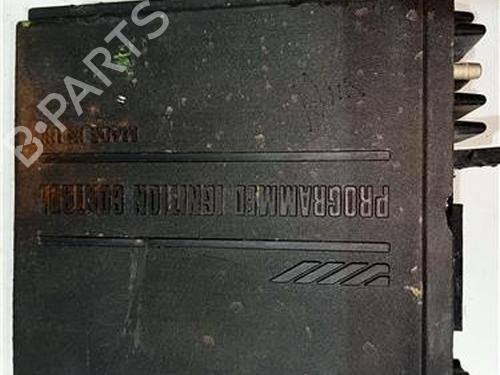 PROGRAMMED IGNITION CONTROL
B-PARTS